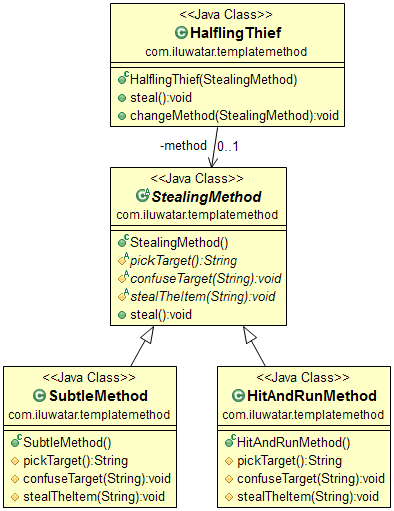 <<Java Class>>
HalflingThief
com.iluwatar.templatemethod
HalflingThief(StealingMethod)
steal():void
changeMethod(StealingMethod):void
-method 0..1
<<Java Class>>
StealingMethod
com.iluwatar.templatemethod
StealingMethod()
pickTarget():String
confuseTarget(String):void
stealTheItem(String):void
steal():void
<<Java Class>>
SubtleMethod
com.iluwatar.templatemethod
SubtleMethod()
pickTarget():String
confuseTarget(String):void
stealTheItem(String):void
<<Java Class>>
HitAndRunMethod
com.iluwatar.templatemethod
HitAndRunMethod()
pickTarget():String
confuseTarget(String):void
stealTheItem(String):void